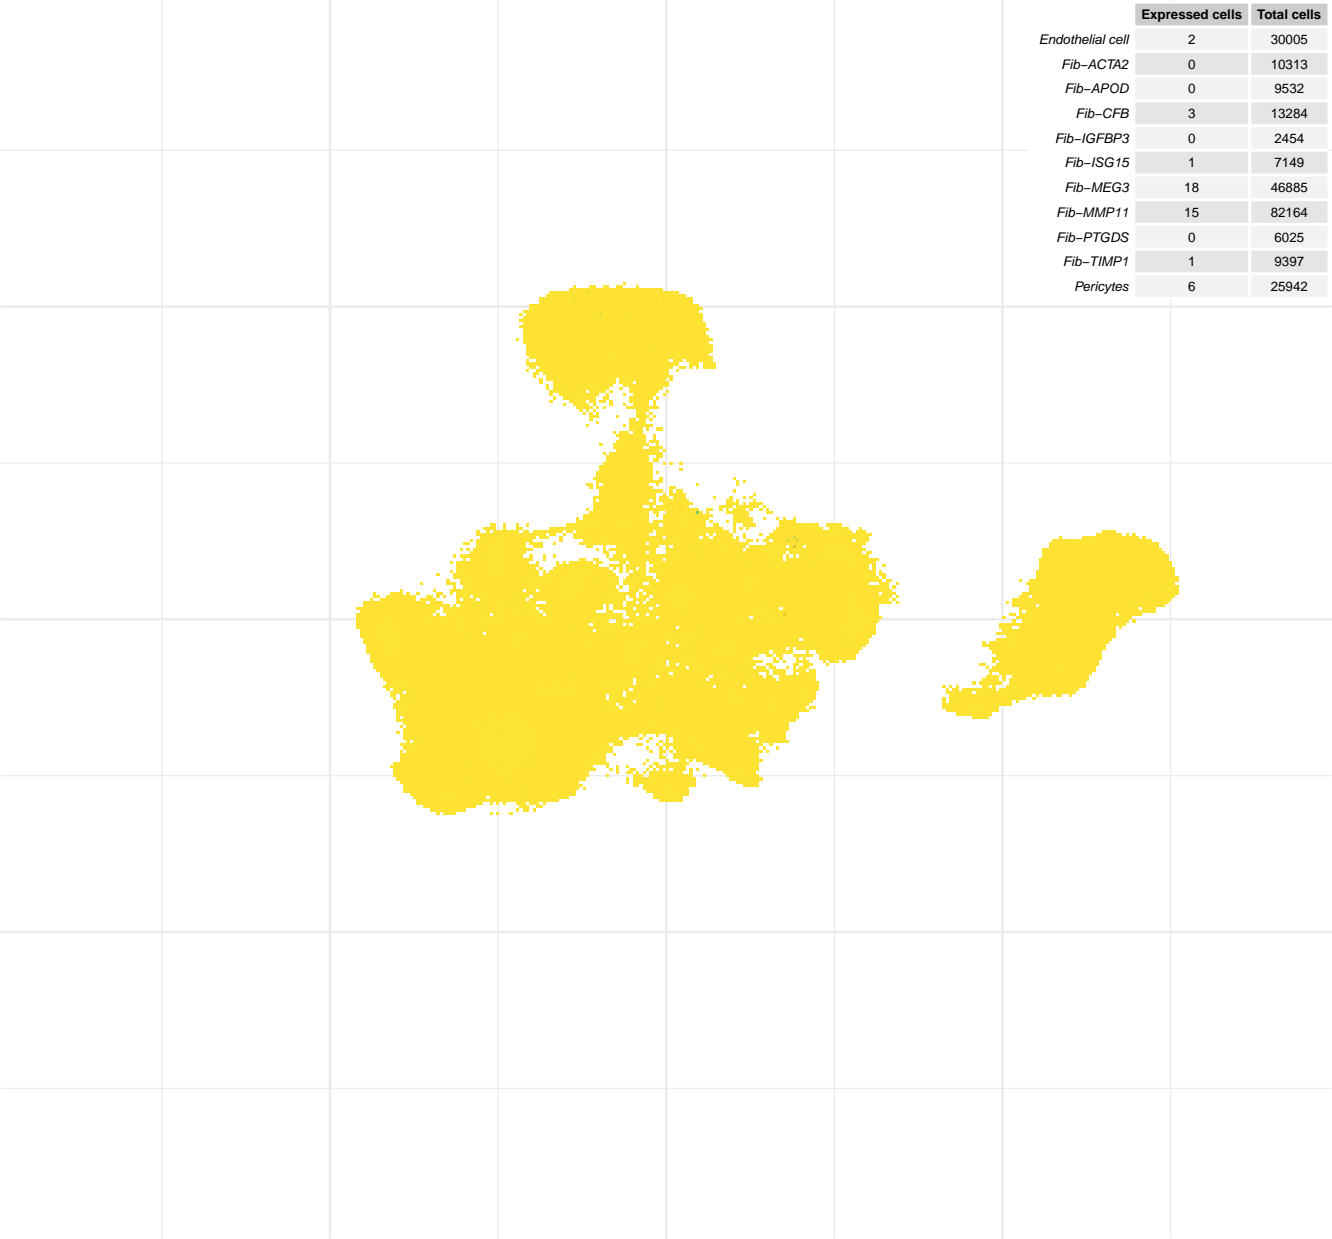 Expressed cells Total cells
Endothelial cell 2 30005
Fib−ACTA2 0 10313
Fib−APOD 0 9532
Fib−CFB 3 13284
Fib−IGFBP3 0 2454
Fib−ISG15 1 7149
Fib−MEG3 18 46885
Fib−MMP11 15 82164
Fib−PTGDS 0 6025
Fib−TIMP1 1 9397
Pericytes 6 25942